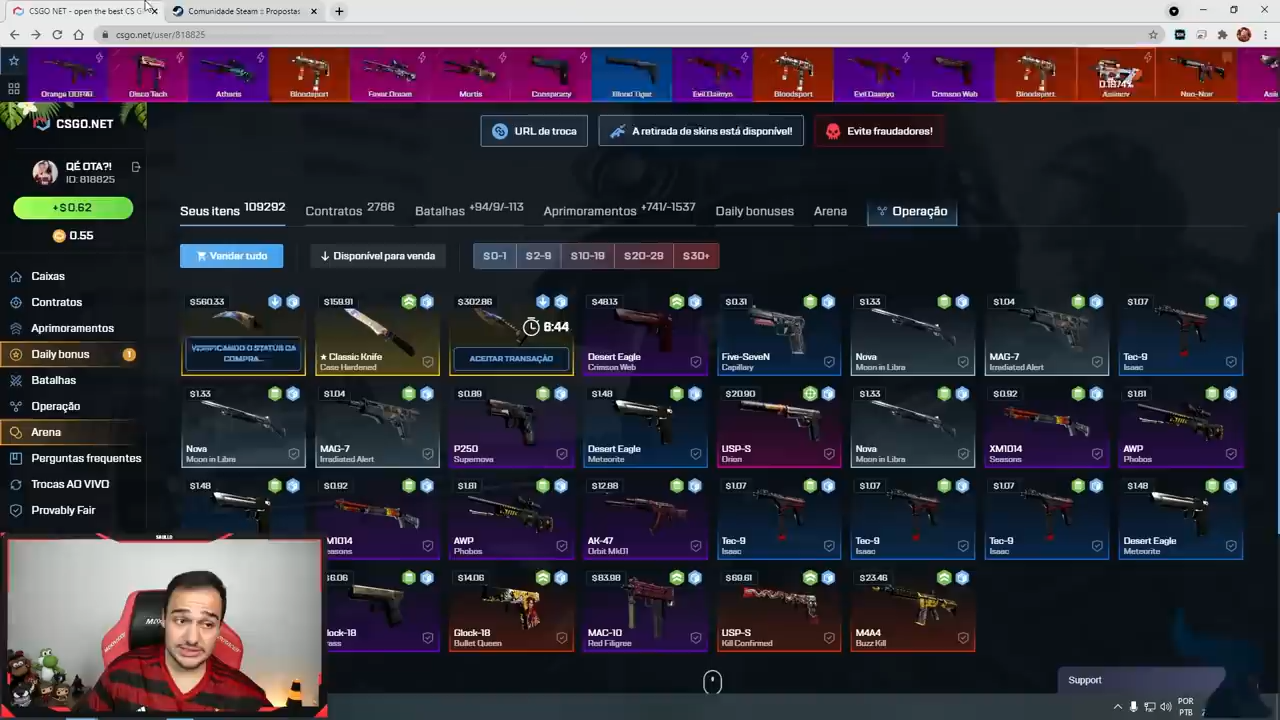 CSGO NET - open the best CS G
Comunidade Steam :: Propostas
csgo.net/user/818825
Disco Tech
Atheris
Bloodsport
Fever Dream
Mortis
Conspiracy
Blood Tiger
Evil Daimyo
Bloodsport
Evil Daimyo
Crimson Web
Bloodsport
Asiimov
Neo-Noir
CSGO.NET
URL de troca
A retirada de skins está disponível!
Evite fraudadores!
QÉ OTA?!
ID: 818825
+$0.62
0.55
Seus itens 109292
Contratos 2786
Batalhas +94/9/-113
Aprimoramentos +741/-1537
Daily bonuses
Arena
Operação
Vender tudo
Disponível para venda
$0-1
$2-9
$10-19
$20-29
$30+
Caixas
Contratos
Aprimoramentos
Daily bonus 1
Batalhas
Operação
Arena
Perguntas frequentes
Trocas AO VIVO
Provably Fair
$560.33
VERIFICANDO O STATUS DA
COMPRA...
$159.91
★ Classic Knife
Case Hardened
$302.86
6:44
ACEITAR TRANSAÇÃO
$48.13
Desert Eagle
Crimson Web
$0.31
Five-SeveN
Capillary
$1.33
Nova
Moon in Libra
$1.04
MAG-7
Irradiated Alert
$1.07
Tec-9
Isaac
$1.33
Nova
Moon in Libra
$1.04
MAG-7
Irradiated Alert
$0.89
P250
Supernova
$1.48
Desert Eagle
Meteorite
$20.90
USP-S
Orion
$1.33
Nova
Moon in Libra
$0.92
XM1014
Seasons
$1.81
AWP
Phobos
$1.48
$0.92
M1014
easons
$1.81
AWP
Phobos
$12.88
AK-47
Orbit Mk01
$1.07
Tec-9
Isaac
$1.07
Tec-9
Isaac
$1.07
Tec-9
Isaac
$1.48
Desert Eagle
Meteorite
6.06
lock-18
rass
$14.06
Glock-18
Bullet Queen
$83.98
MAC-10
Red Filigree
$69.61
USP-S
Kill Confirmed
$23.46
M4A4
Buzz Kill
Support
POR
PTB